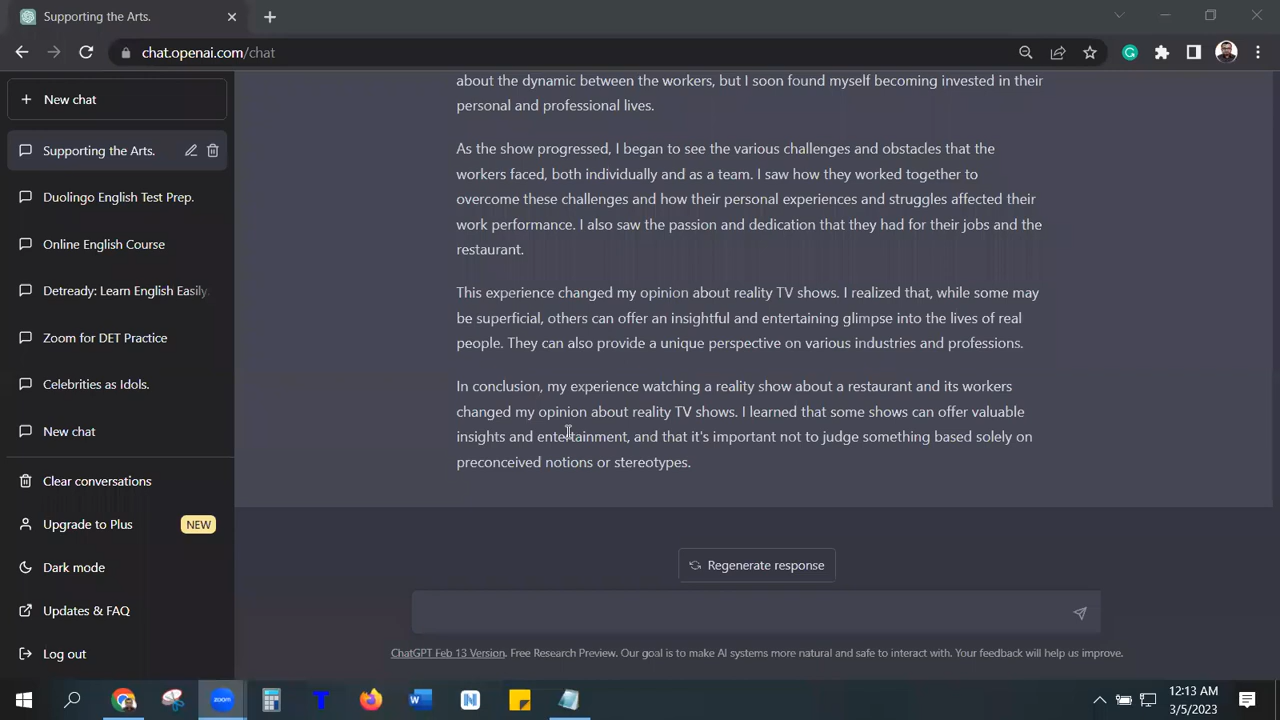 Supporting the Arts.
chat.openai.com/chat
New chat
Supporting the Arts.
Duolingo English Test Prep.
Online English Course
Detready: Learn English Easily.
Zoom for DET Practice
Celebrities as Idols.
New chat
Clear conversations
Upgrade to Plus NEW
Dark mode
Updates & FAQ
Log out
about the dynamic between the workers, but I soon found myself becoming invested in their
personal and professional lives.
As the show progressed, I began to see the various challenges and obstacles that the
workers faced, both individually and as a team. I saw how they worked together to
overcome these challenges and how their personal experiences and struggles affected their
work performance. I also saw the passion and dedication that they had for their jobs and the
restaurant.
This experience changed my opinion about reality TV shows. I realized that, while some may
be superficial, others can offer an insightful and entertaining glimpse into the lives of real
people. They can also provide a unique perspective on various industries and professions.
In conclusion, my experience watching a reality show about a restaurant and its workers
changed my opinion about reality TV shows. I learned that some shows can offer valuable
insights and entertainment, and that it's important not to judge something based solely on
preconceived notions or stereotypes.
Regenerate response
ChatGPT Feb 13 Version. Free Research Preview. Our goal is to make AI systems more natural and safe to interact with. Your feedback will help us improve.
zoom
T
W
N
12:13 AM
3/5/2023